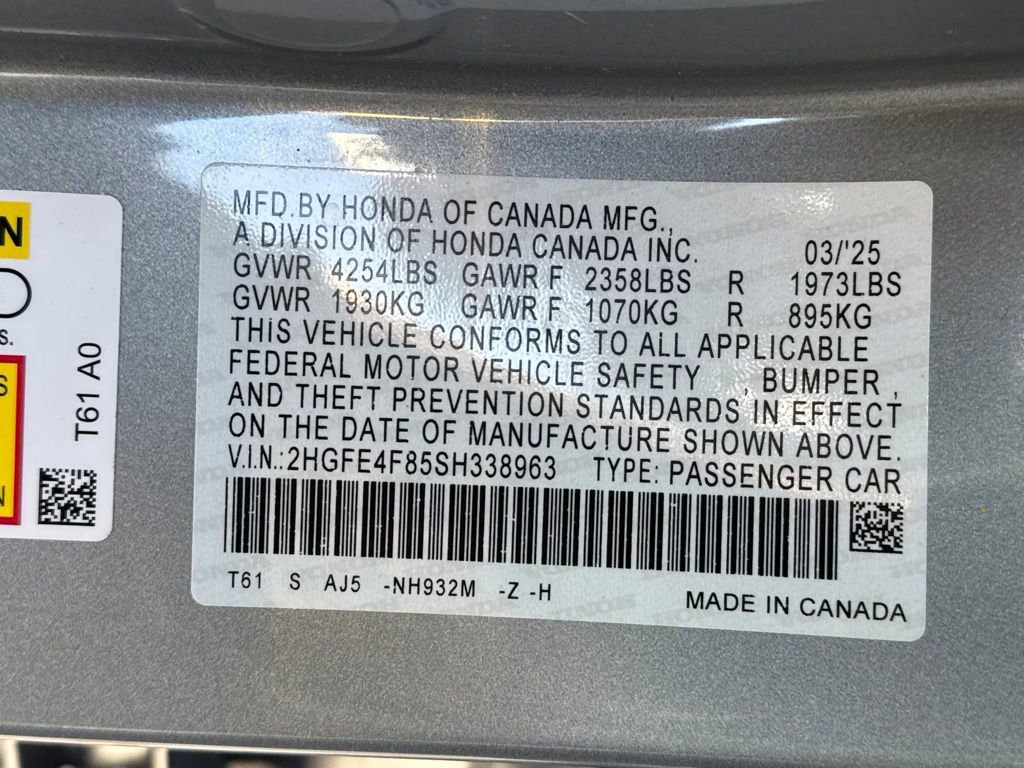 MFD.BY HONDA OF CANADA MFG.,
A DIVISION OF HONDA CANADA INC. 03/'25
GVWR 4254LBS GAWR F 2358LBS R 1973LBS
GVWR 1930KG GAWR F 1070KG R 895KG
THIS VEHICLE CONFORMS TO ALL APPLICABLE
FEDERAL MOTOR VEHICLE SAFETY , BUMPER ,
AND THEFT PREVENTION STANDARDS IN EFFECT
ON THE DATE OF MANUFACTURE SHOWN ABOVE.
V.I.N.:2HGFE4F85SH338963 TYPE: PASSENGER CAR
T61 S AJ5 -NH932M -Z -H
MADE IN CANADA
N
S.
S
N
T61 A0